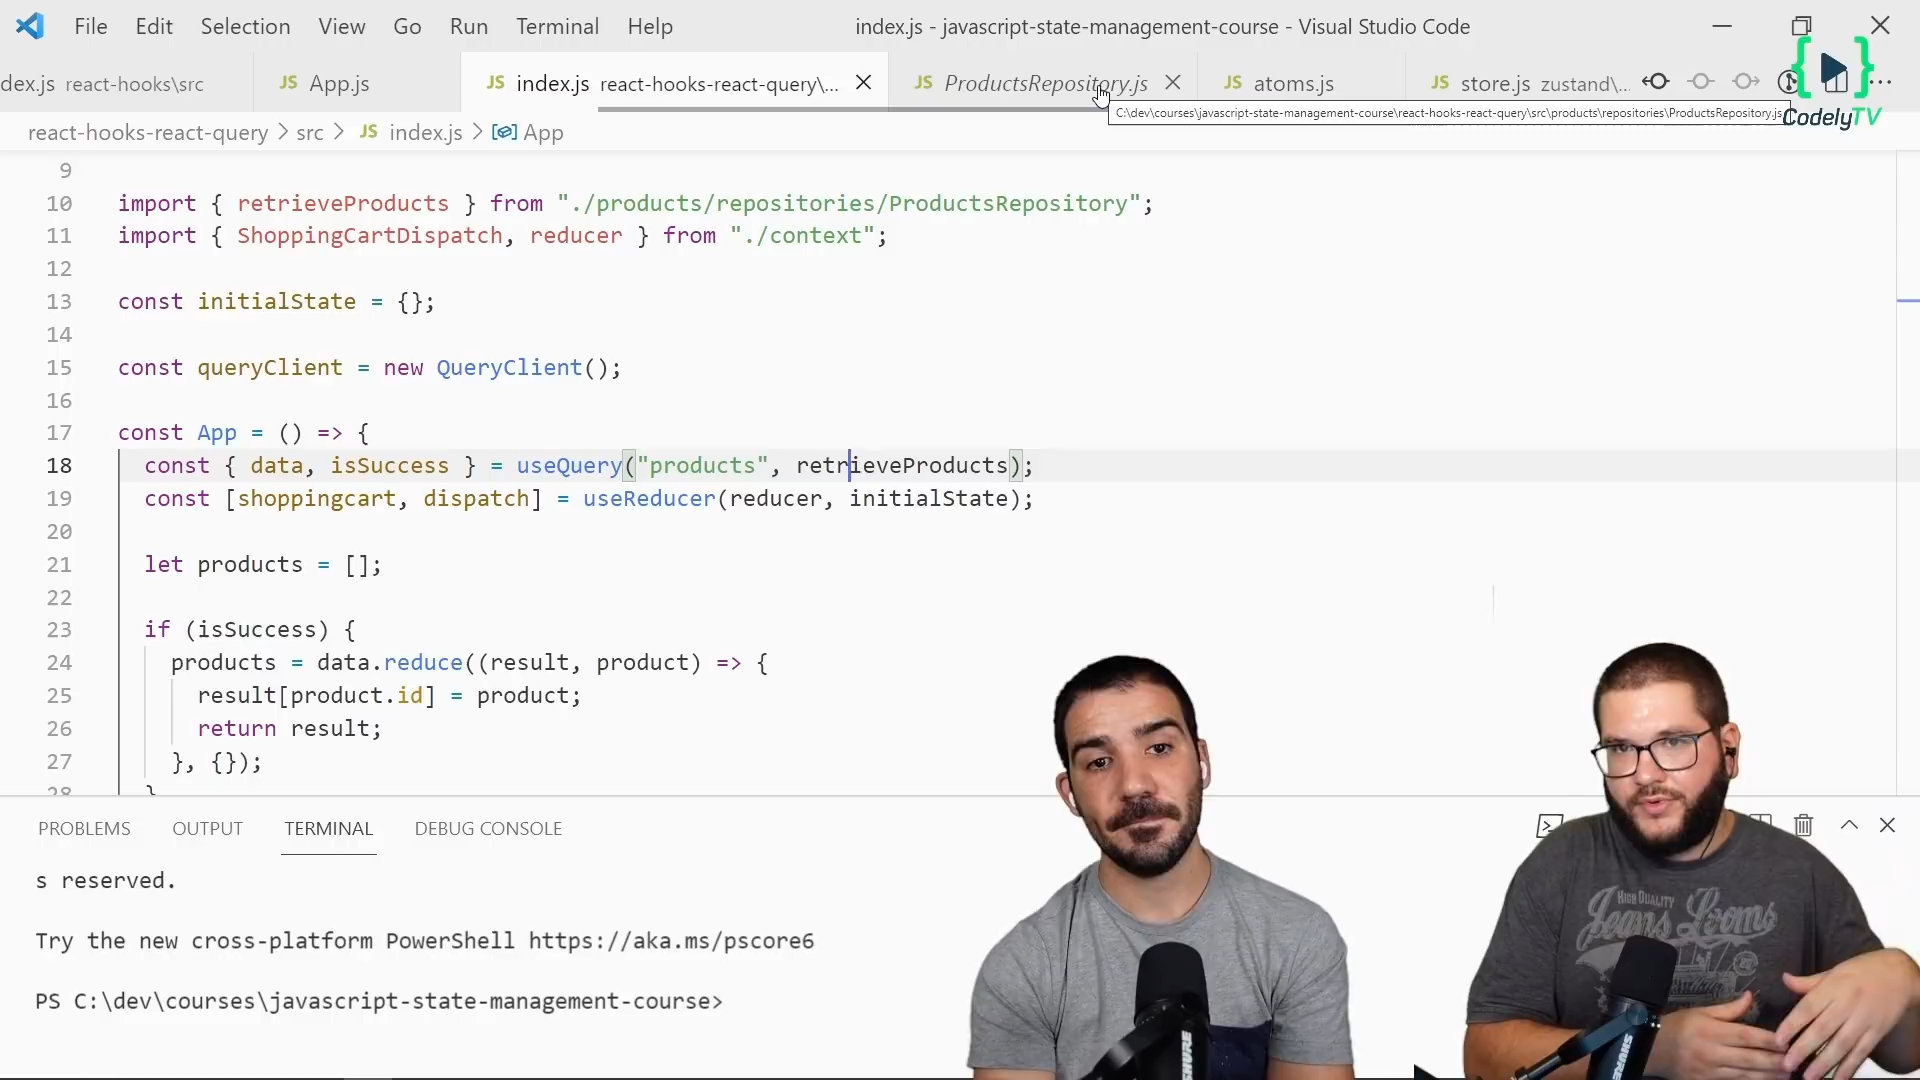 File Edit Selection View Go Run Terminal Help index.js - javascript-state-management-course - Visual Studio Code
dex.js react-hooks\src JS App.js JS index.js react-hooks-react-query\... JS ProductsRepository.js JS atoms.js JS store.js zustand\... ...
C:\dev\courses\javascript-state-management-course\react-hooks-react-query\src\products\repositories\ProductsRepository.js
CodelyTV
react-hooks-react-query > src > JS index.js > App
9
10 import { retrieveProducts } from "./products/repositories/ProductsRepository";
11 import { ShoppingCartDispatch, reducer } from "./context";
12
13 const initialState = {};
14
15 const queryClient = new QueryClient();
16
17 const App = () => {
18 const { data, isSuccess } = useQuery("products", retrieveProducts);
19 const [shoppingcart, dispatch] = useReducer(reducer, initialState);
20
21 let products = [];
22
23 if (isSuccess) {
24 products = data.reduce((result, product) => {
25 result[product.id] = product;
26 return result;
27 }, {});
28 }
PROBLEMS OUTPUT TERMINAL DEBUG CONSOLE
s reserved.
Try the new cross-platform PowerShell https://aka.ms/pscore6
PS C:\dev\courses\javascript-state-management-course>
HIGH QUALITY
Jeans Looms
SHURE
SHURE